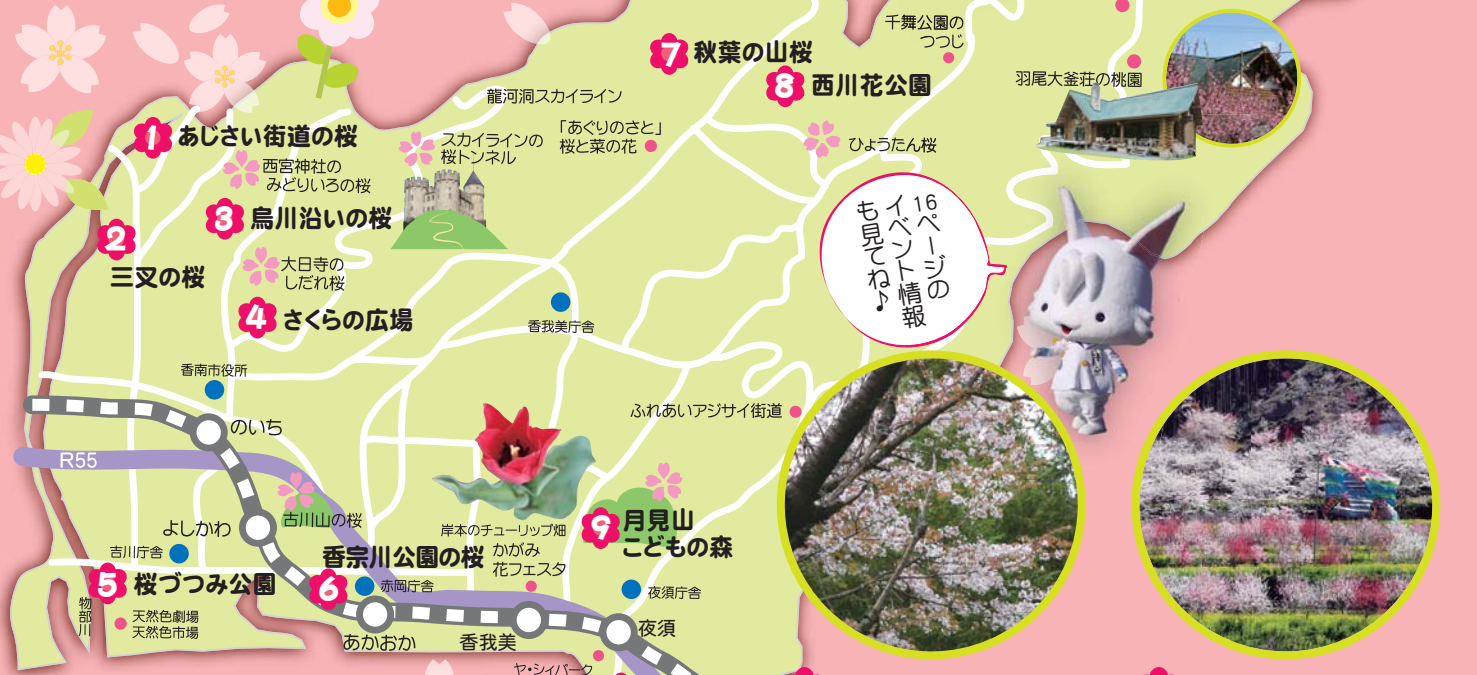 千舞公園の
つつじ
7 秋葉の山桜
8 西川花公園
羽尾大釜荘の桃園
龍河洞スカイライン
1 あじさい街道の桜
スカイラインの
桜トンネル
「あぐりのさと」
桜と菜の花
ひょうたん桜
西宮神社の
みどりいろの桜
3 烏川沿いの桜
16ページの
イベント情報
も見てね♪
2
三叉の桜
大日寺の
しだれ桜
4 さくらの広場
香我美庁舎
香南市役所
ふれあいアジサイ街道
のいち
R55
古川山の桜
よしかわ
吉川庁舎
岸本のチューリップ畑
9 月見山
こどもの森
香宗川公園の桜
かがみ
花フェスタ
5 桜づつみ公園
6
赤岡庁舎
夜須庁舎
物部川
天然色劇場
天然色市場
あかおか
香我美
夜須
ヤ・シィパーク